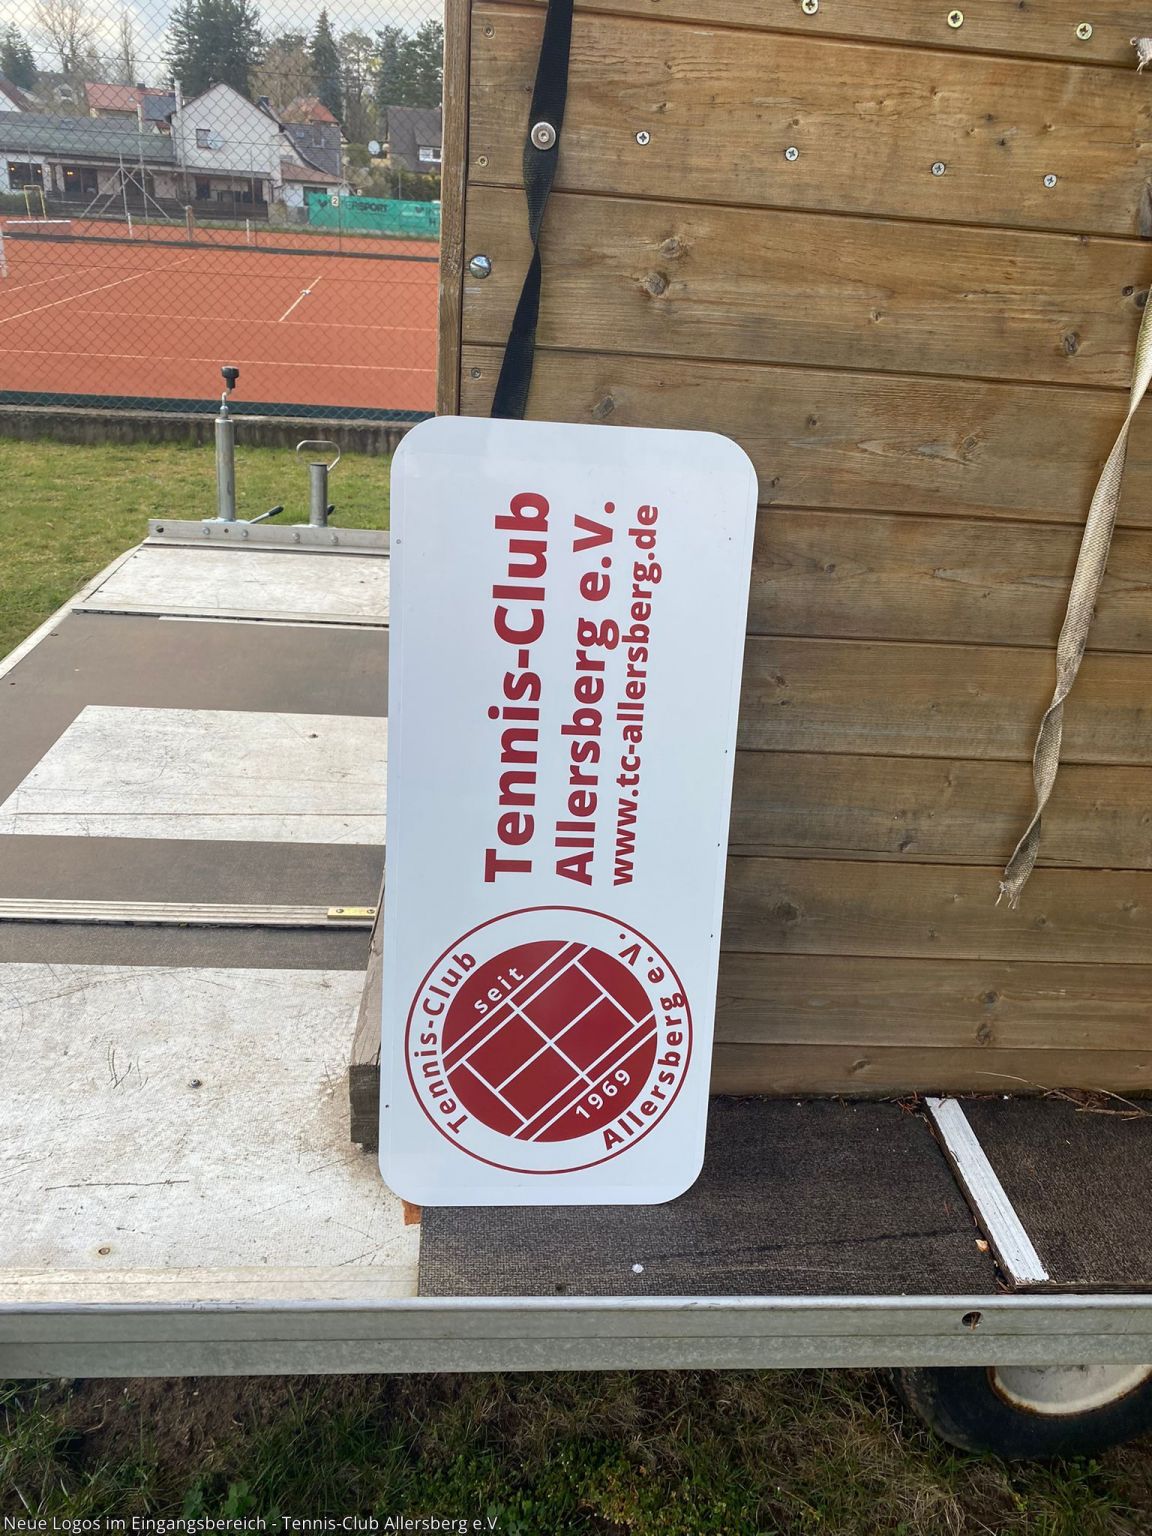 Tennis-Club
Allersberg e.V.
www.tc-allersberg.de
Tennis-Club
seit
1969
Allersberg e.V.
2
Neue Logos im Eingangsbereich - Tennis-Club Allersberg e.V.